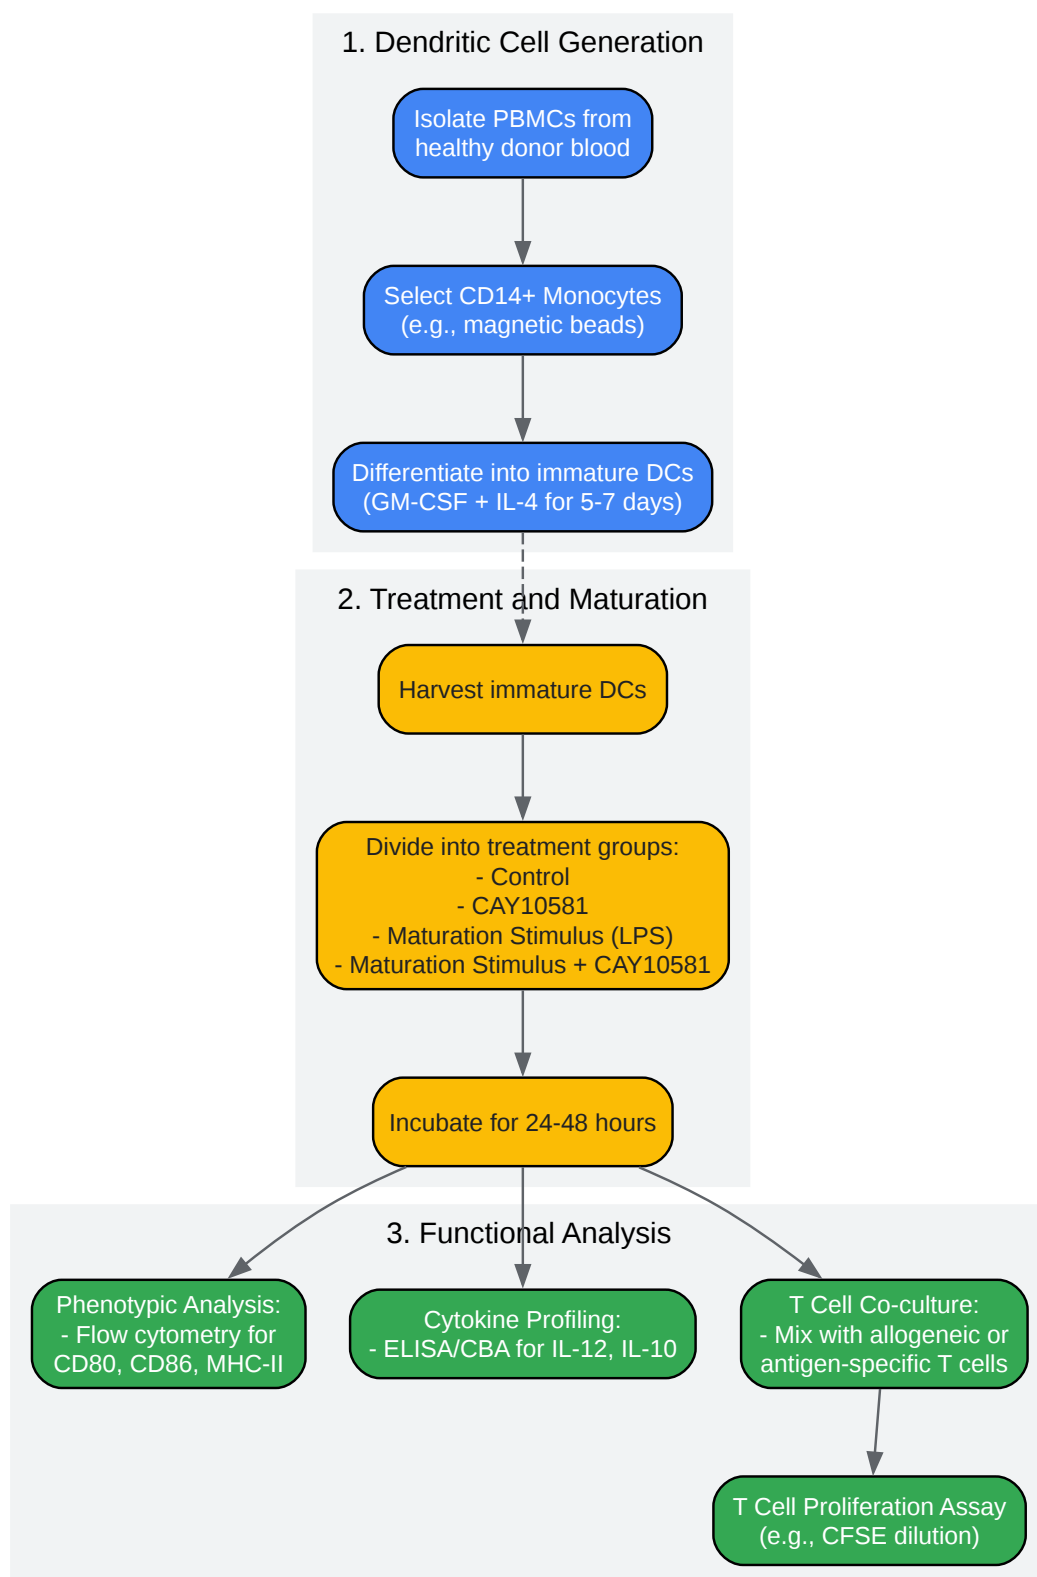 1. Dendritic Cell Generation
Isolate PBMCs from
healthy donor blood
Select CD14+ Monocytes
(e.g., magnetic beads)
Differentiate into immature DCs
(GM-CSF + IL-4 for 5-7 days)
2. Treatment and Maturation
Harvest immature DCs
Divide into treatment groups:
- Control
- CAY10581
- Maturation Stimulus (LPS)
- Maturation Stimulus + CAY10581
Incubate for 24-48 hours
3. Functional Analysis
Phenotypic Analysis:
- Flow cytometry for
CD80, CD86, MHC-II
Cytokine Profiling:
- ELISA/CBA for IL-12, IL-10
T Cell Co-culture:
- Mix with allogeneic or
antigen-specific T cells
T Cell Proliferation Assay
(e.g., CFSE dilution)